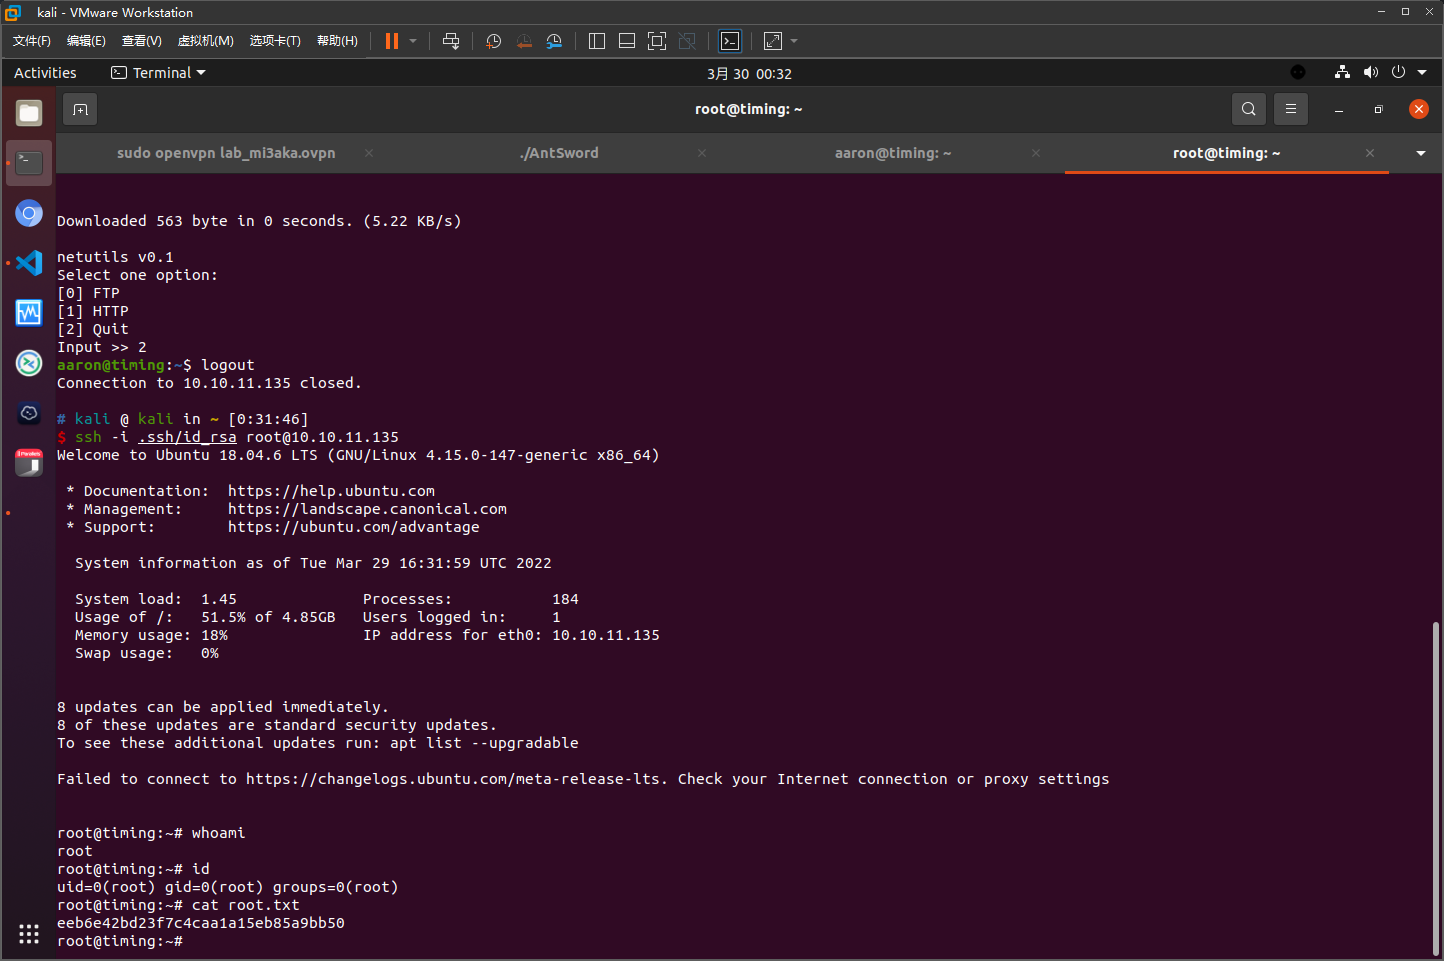 kali - VMware Workstation
文件(F) 编辑(E) 查看(V) 虚拟机(M) 选项卡(T) 帮助(H)
Activities Terminal 3月 30 00:32
root@timing: ~
sudo openvpn lab_mi3aka.ovpn ./AntSword aaron@timing: ~ root@timing: ~
Downloaded 563 byte in 0 seconds. (5.22 KB/s)
netutils v0.1
Select one option:
[0] FTP
[1] HTTP
[2] Quit
Input >> 2
aaron@timing:~$ logout
Connection to 10.10.11.135 closed.
# kali @ kali in ~ [0:31:46]
$ ssh -i .ssh/id_rsa root@10.10.11.135
Welcome to Ubuntu 18.04.6 LTS (GNU/Linux 4.15.0-147-generic x86_64)
* Documentation: https://help.ubuntu.com
* Management: https://landscape.canonical.com
* Support: https://ubuntu.com/advantage
System information as of Tue Mar 29 16:31:59 UTC 2022
System load: 1.45 Processes: 184
Usage of /: 51.5% of 4.85GB Users logged in: 1
Memory usage: 18% IP address for eth0: 10.10.11.135
Swap usage: 0%
8 updates can be applied immediately.
8 of these updates are standard security updates.
To see these additional updates run: apt list --upgradable
Failed to connect to https://changelogs.ubuntu.com/meta-release-lts. Check your Internet connection or proxy settings
root@timing:~# whoami
root
root@timing:~# id
uid=0(root) gid=0(root) groups=0(root)
root@timing:~# cat root.txt
eeb6e42bd23f7c4caa1a15eb85a9bb50
root@timing:~#